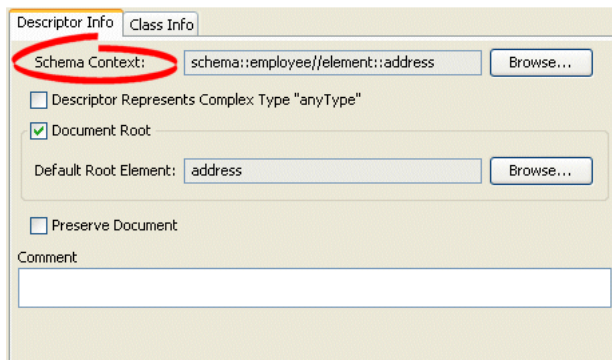 Descriptor Info Class Info
Schema Context: schema::employee//element::address Browse...
Descriptor Represents Complex Type "anyType"
Document Root
Default Root Element: address Browse...
Preserve Document
Comment